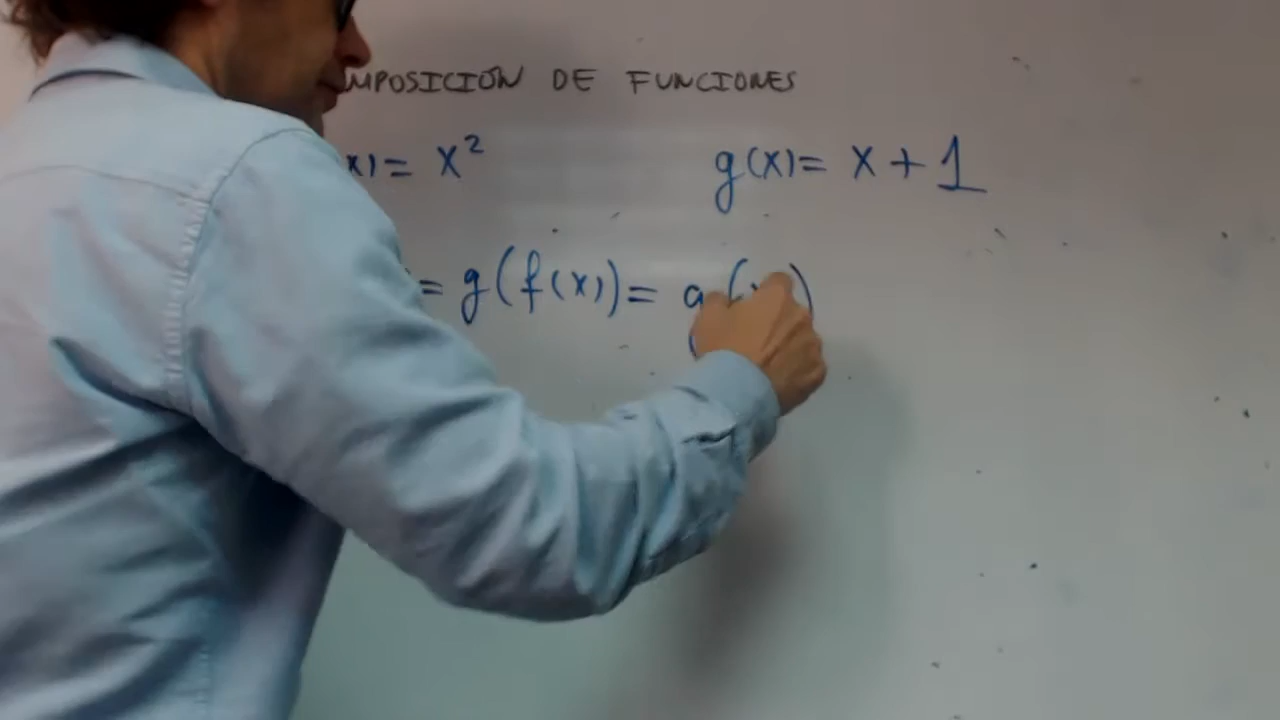 MPOSICIÓN DE FUNCIONES
x)= x² g(x)= x + 1
= g(f(x))= g( )